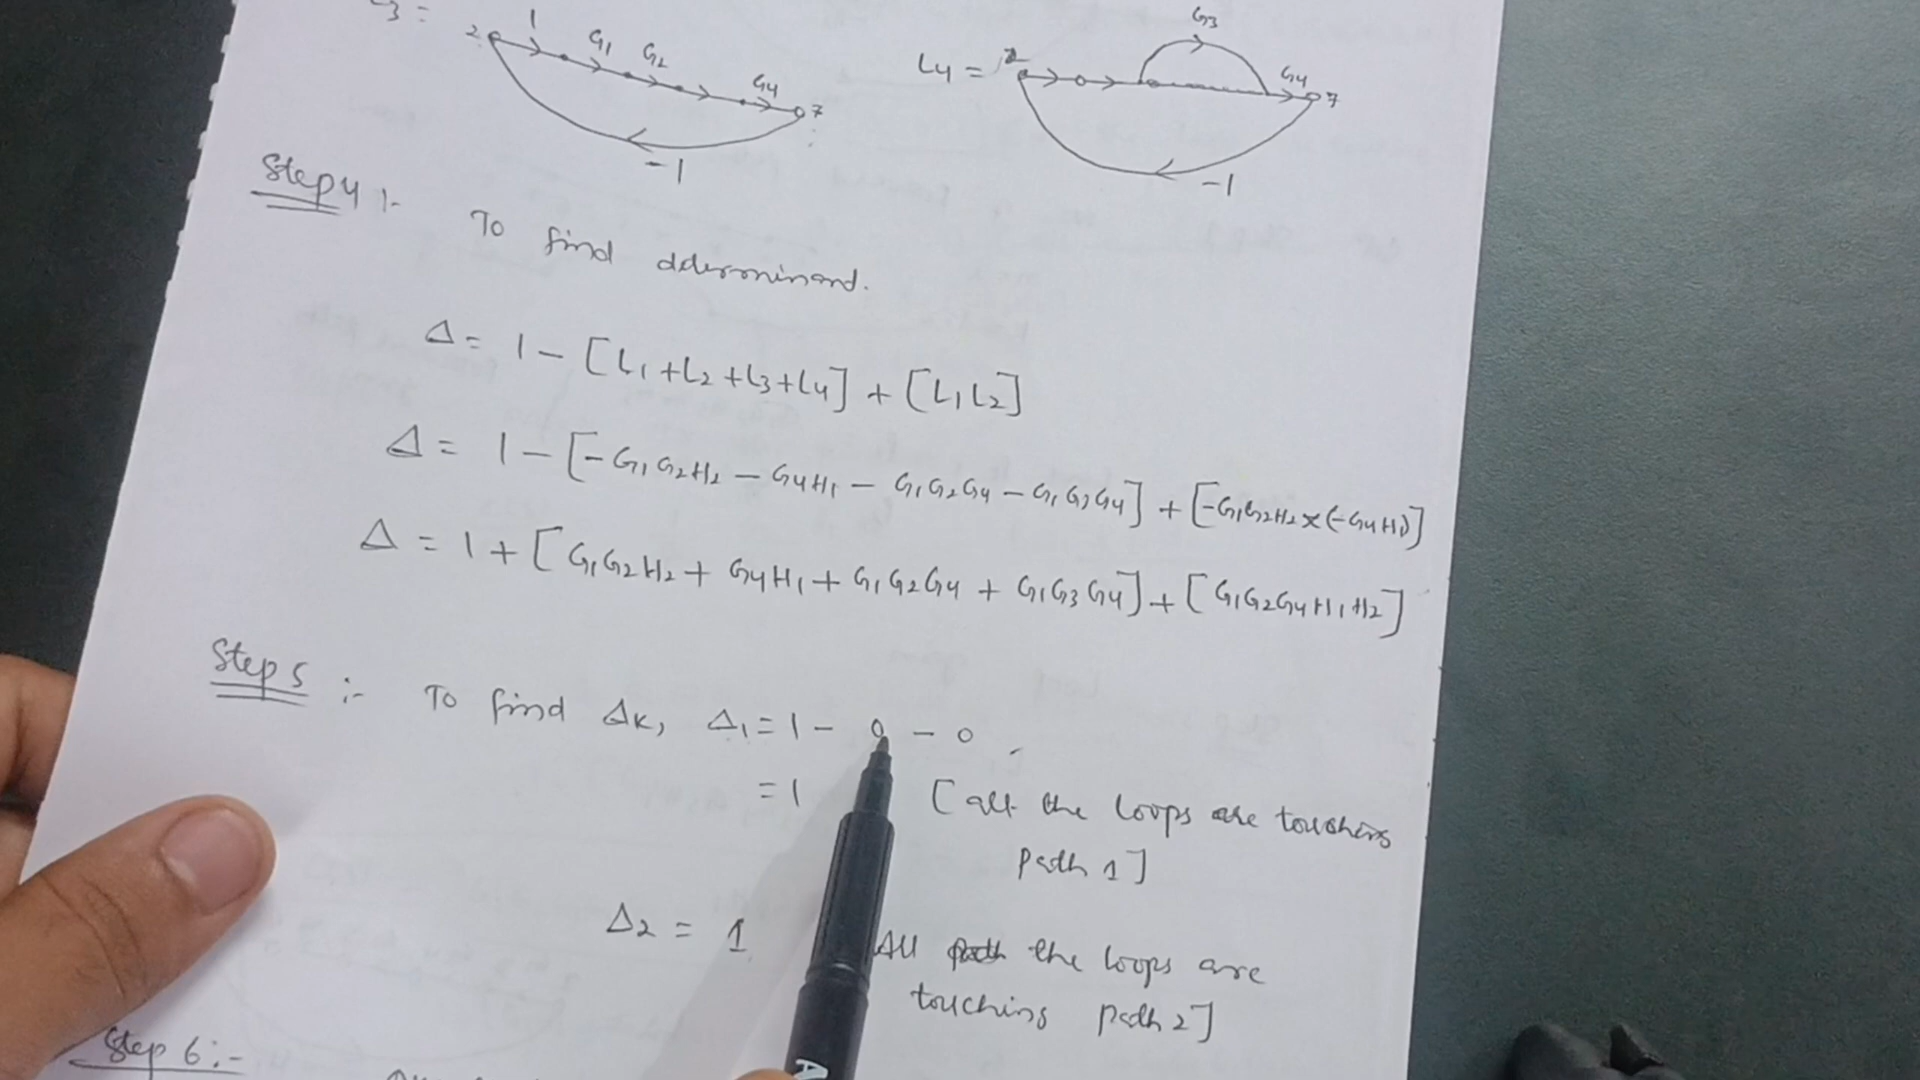 L3 =
2 1 G1 G2 G4 7
-1
L4 = 2 G3 G4 7
-1
Step 4 :-
To find determinand.
Δ = 1 - [L1 + L2 + L3 + L4] + [L1 L2]
Δ = 1 - [-G1G2H2 - G4H1 - G1G2G4 - G1G3G4] + [-G1G2H2 × (-G4H1)]
Δ = 1 + [G1G2H2 + G4H1 + G1G2G4 + G1G3G4] + [G1G2G4H1H2]
Step 5 :- To find ΔK, Δ1 = 1 - 0 - 0
= 1 [all the loops are touching
path 1]
Δ2 = 1 All the loops are
touching path 2]
Step 6 :-
A